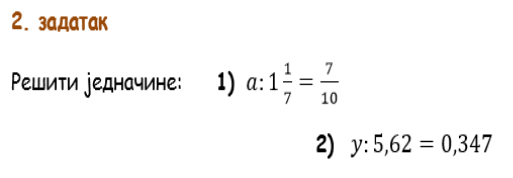 2. задатак
Решити једначине: 1) a: 1 1/7 = 7/10
2) y: 5,62 = 0,347